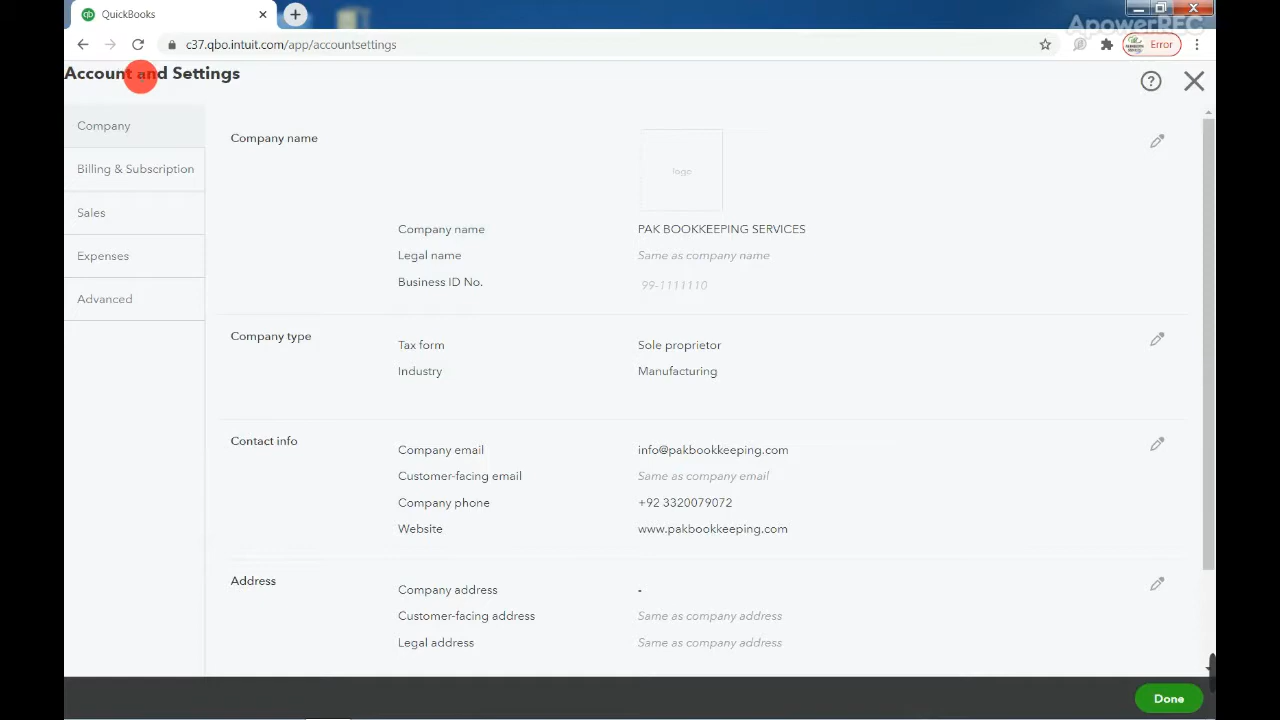 QuickBooks
ApowerREC
c37.qbo.intuit.com/app/accountsettings
Error
Account and Settings
Company
Billing & Subscription
Sales
Expenses
Advanced
Company name
logo
Company name PAK BOOKKEEPING SERVICES
Legal name Same as company name
Business ID No. 99-1111110
Company type
Tax form Sole proprietor
Industry Manufacturing
Contact info
Company email info@pakbookkeeping.com
Customer-facing email Same as company email
Company phone +92 3320079072
Website www.pakbookkeeping.com
Address
Company address -
Customer-facing address Same as company address
Legal address Same as company address
Done